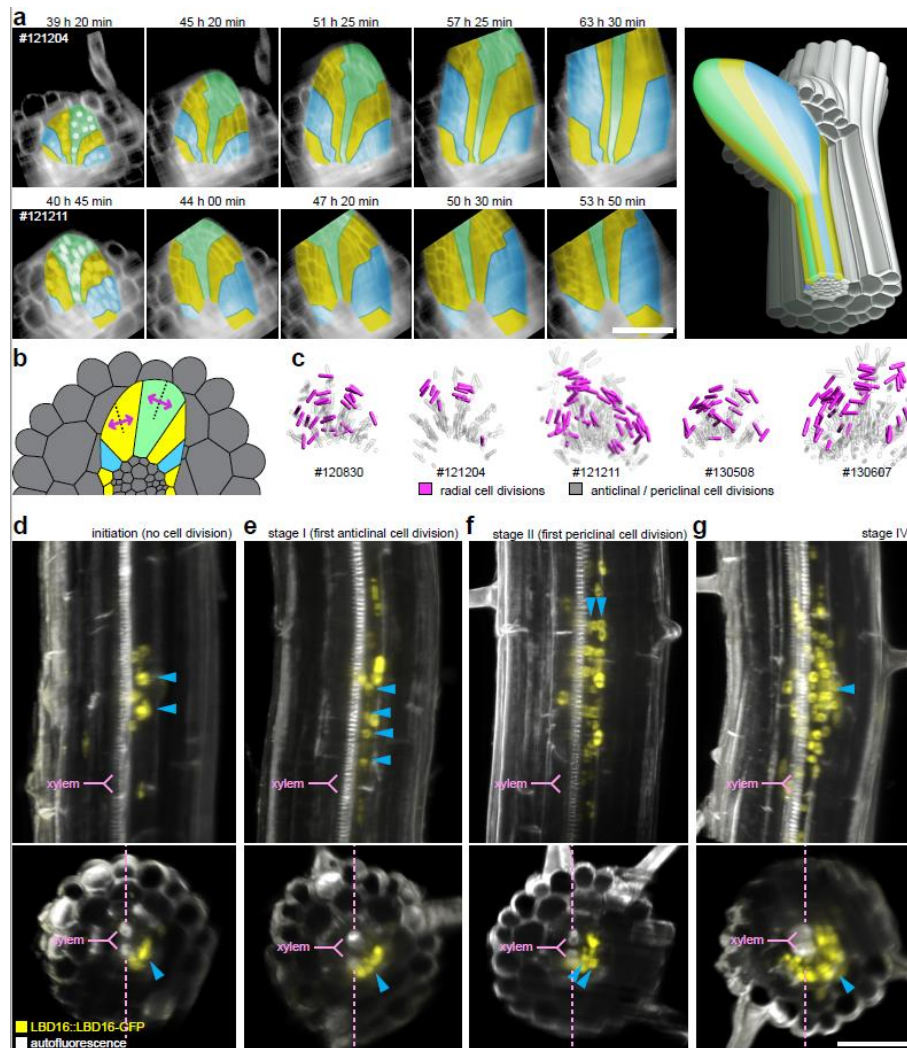 a
39 h 20 min 45 h 20 min 51 h 25 min 57 h 25 min 63 h 30 min
#121204
40 h 45 min 44 h 00 min 47 h 20 min 50 h 30 min 53 h 50 min
#121211
b
c
#120830 #121204 #121211 #130508 #130607
radial cell divisions anticlinal / periclinal cell divisions
d initiation (no cell division)
e stage I (first anticlinal cell division)
f stage II (first periclinal cell division)
g stage IV
xylem xylem xylem xylem
xylem xylem xylem xylem
LBD16::LBD16-GFP
autofluorescence